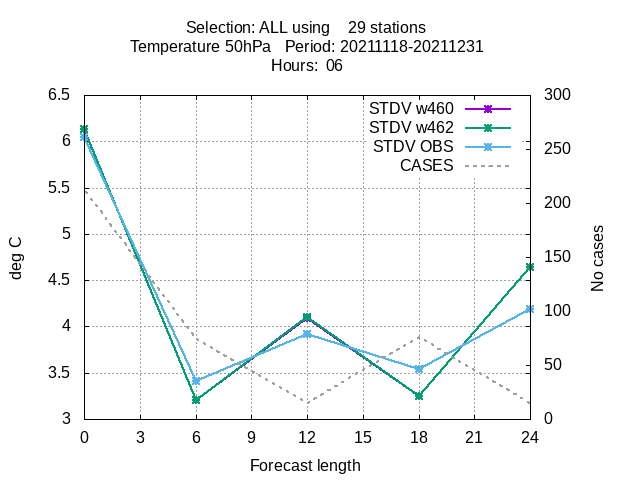 Selection: ALL using    29 stations
Temperature 50hPa   Period: 20211118-20211231
Hours:  06
6.5
6
5.5
5
4.5
4
3.5
3
300
250
200
150
100
50
0
STDV w460
STDV w462
STDV OBS
CASES
deg C
No cases
0 3 6 9 12 15 18 21 24
Forecast length